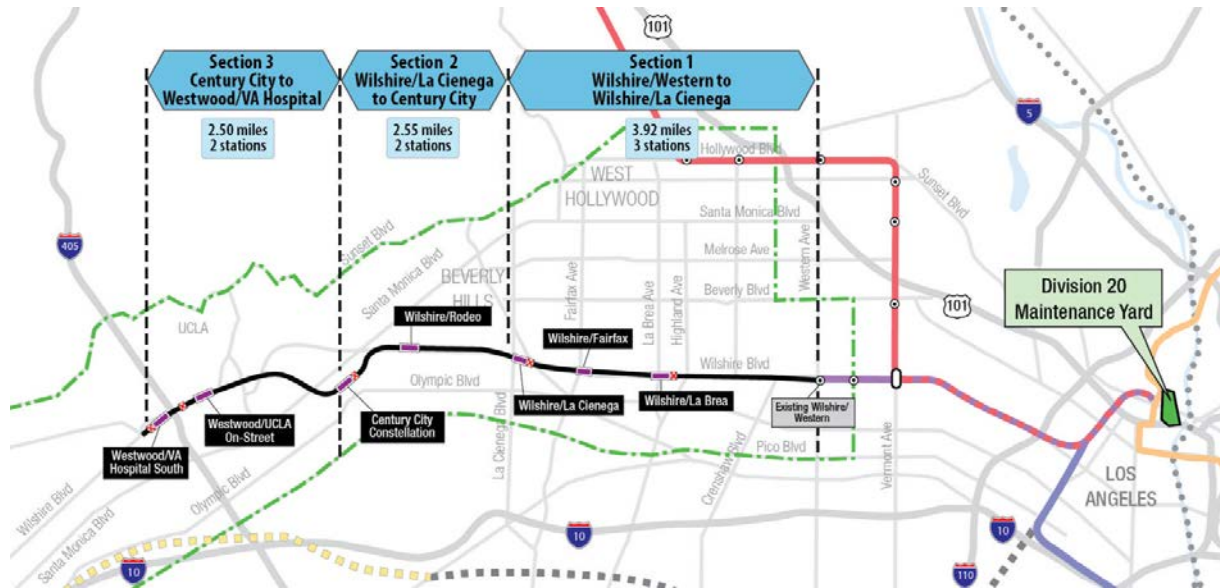 101
Section 3
Century City to
Westwood/VA Hospital
Section 2
Wilshire/La Cienega
to Century City
Section 1
Wilshire/Western to
Wilshire/La Cienega
2.50 miles
2 stations
2.55 miles
2 stations
3.92 miles
3 stations
5
Hollywood Blvd
WEST
HOLLYWOOD
Sunset Blvd
Santa Monica Blvd
405
Sunset Blvd
Santa Monica Blvd
Melrose Ave
Western Ave
BEVERLY
HILLS
Fairfax Ave
La Brea Ave
Highland Ave
Beverly Blvd
101
Division 20
Maintenance Yard
UCLA
Wilshire/Rodeo
Wilshire/Fairfax
Wilshire Blvd
Olympic Blvd
Wilshire/La Cienega
Wilshire/La Brea
Existing Wilshire/
Western
Westwood/UCLA
On-Street
Century City
Constellation
Westwood/VA
Hospital South
La Cienega Blvd
Crenshaw Blvd
Pico Blvd
Vermont Ave
LOS
ANGELES
Wilshire Blvd
Santa Monica Blvd
Olympic Blvd
10
10
10
110